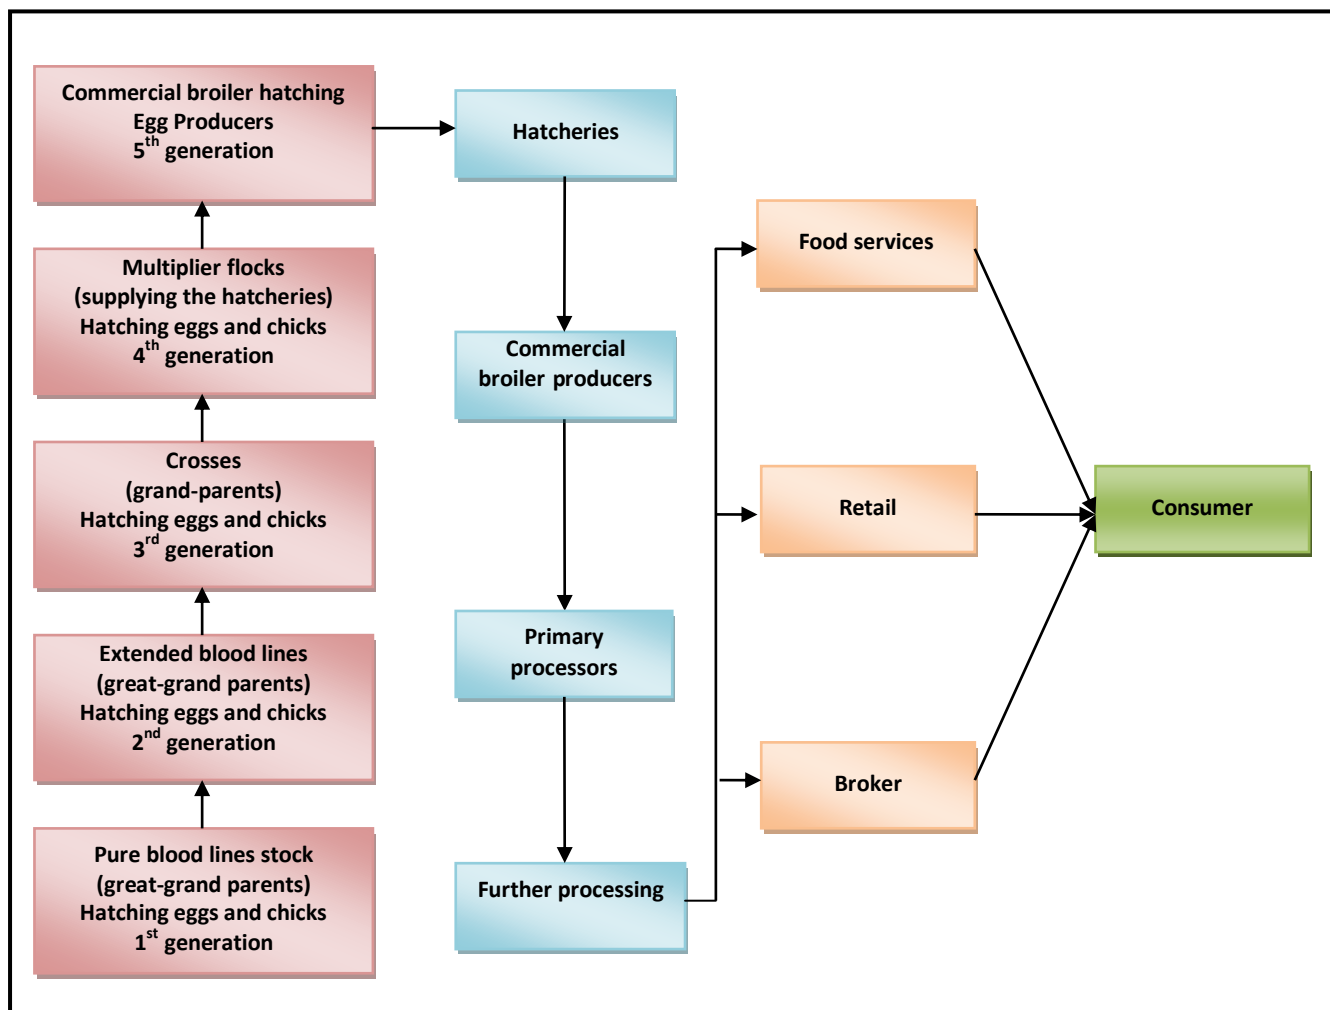 Commercial broiler hatching
Egg Producers
5th generation
Multiplier flocks
(supplying the hatcheries)
Hatching eggs and chicks
4th generation
Crosses
(grand-parents)
Hatching eggs and chicks
3rd generation
Extended blood lines
(great-grand parents)
Hatching eggs and chicks
2nd generation
Pure blood lines stock
(great-grand parents)
Hatching eggs and chicks
1st generation
Hatcheries
Commercial
broiler producers
Primary
processors
Further processing
Food services
Retail
Broker
Consumer